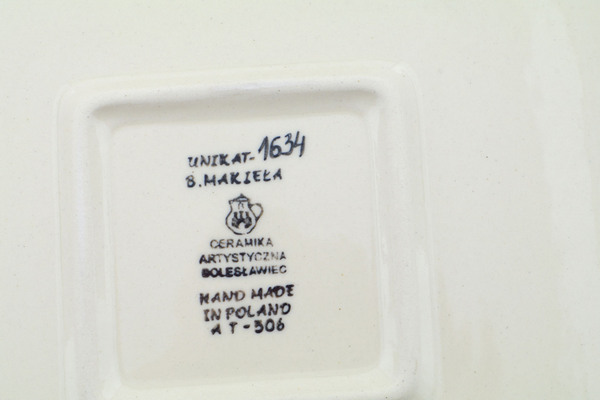 UNIKAT-1634
B. MAKIEŁA
CERAMIKA
ARTYSTYCZNA
BOLESŁAWIEC
HAND MADE
IN POLAND
A T - 306